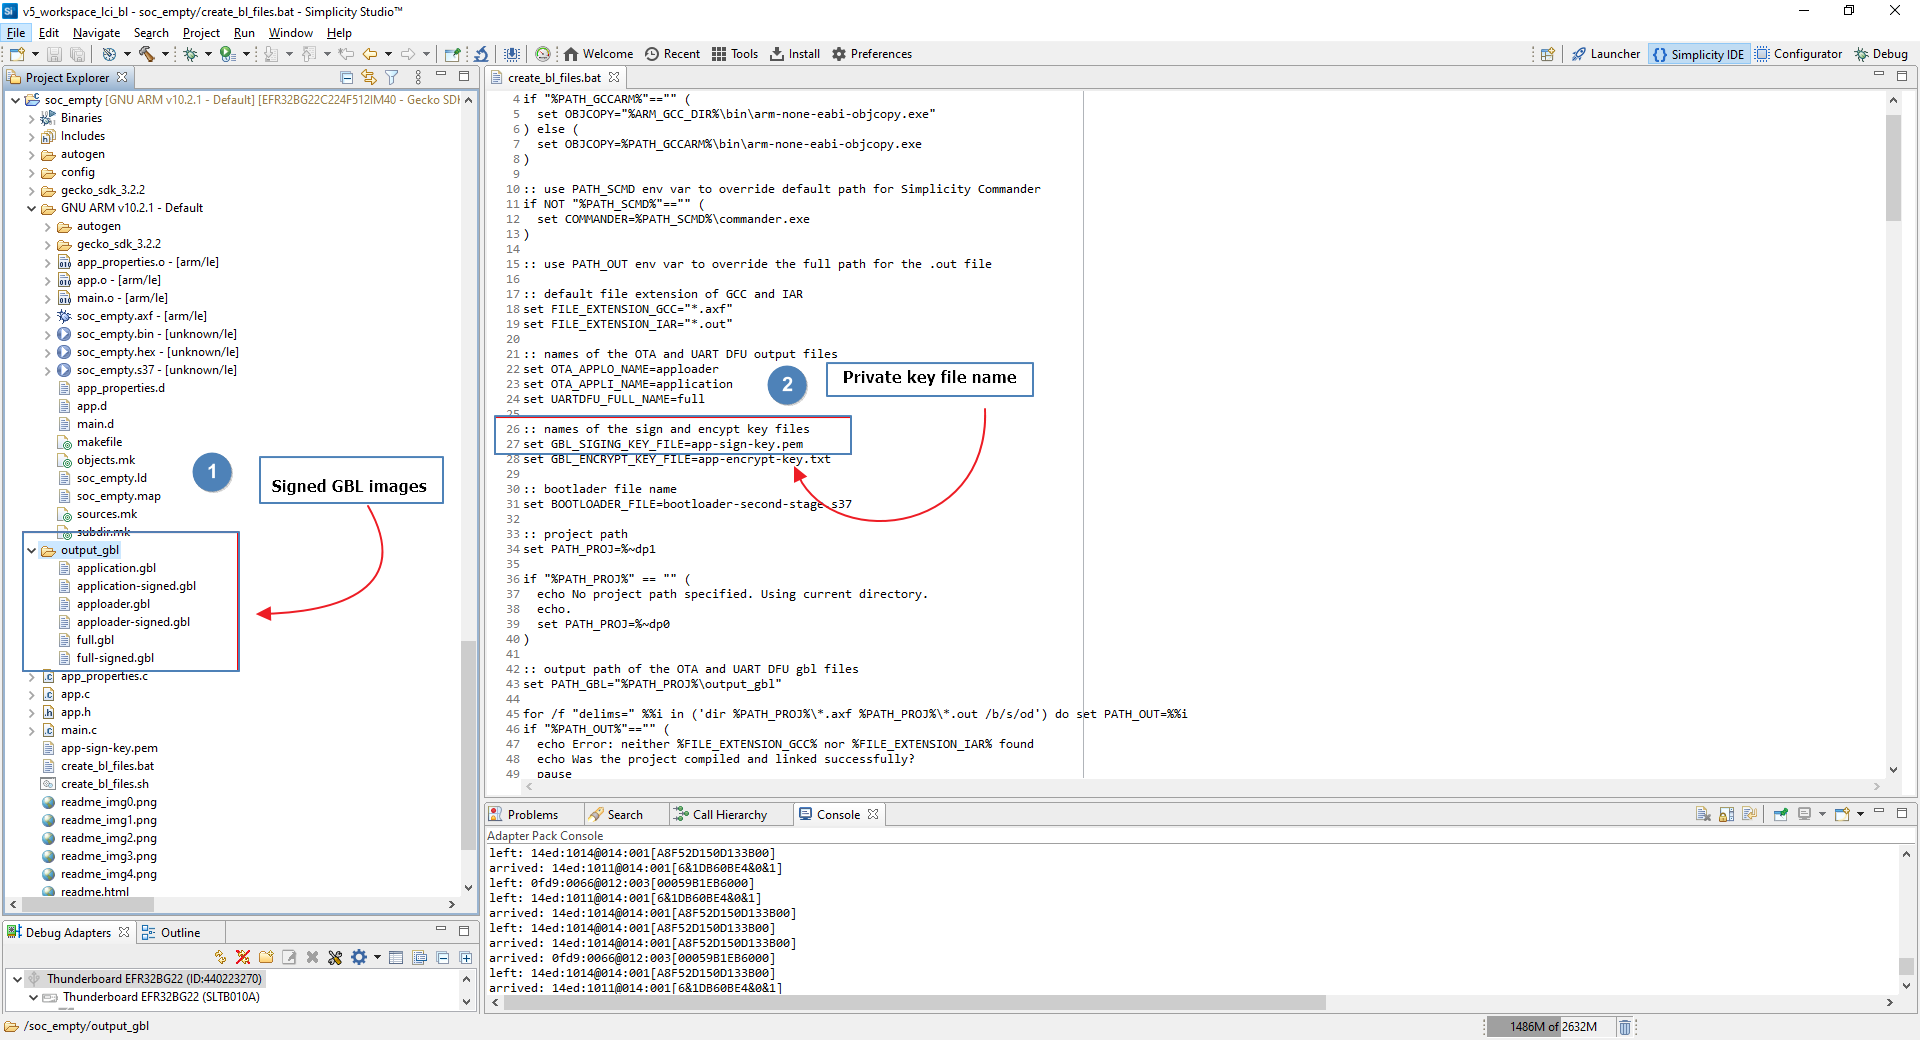 v5_workspace_lci_bl - soc_empty/create_bl_files.bat - Simplicity Studio™
File Edit Navigate Search Project Run Window Help
Welcome Recent Tools Install Preferences
Launcher Simplicity IDE Configurator Debug
Project Explorer
soc_empty [GNU ARM v10.2.1 - Default] [EFR32BG22C224F512IM40 - Gecko SDK
Binaries
Includes
autogen
config
gecko_sdk_3.2.2
GNU ARM v10.2.1 - Default
autogen
gecko_sdk_3.2.2
app_properties.o - [arm/le]
app.o - [arm/le]
main.o - [arm/le]
soc_empty.axf - [arm/le]
soc_empty.bin - [unknown/le]
soc_empty.hex - [unknown/le]
soc_empty.s37 - [unknown/le]
app_properties.d
app.d
main.d
makefile
objects.mk
soc_empty.ld
soc_empty.map
sources.mk
subdir.mk
output_gbl
application.gbl
application-signed.gbl
apploader.gbl
apploader-signed.gbl
full.gbl
full-signed.gbl
app_properties.c
app.c
app.h
main.c
app-sign-key.pem
create_bl_files.bat
create_bl_files.sh
readme_img0.png
readme_img1.png
readme_img2.png
readme_img3.png
readme_img4.png
readme.html
1
Signed GBL images
create_bl_files.bat
4 if "%PATH_GCCARM%"=="" (
5 set OBJCOPY="%ARM_GCC_DIR%\bin\arm-none-eabi-objcopy.exe"
6 ) else (
7 set OBJCOPY=%PATH_GCCARM%\bin\arm-none-eabi-objcopy.exe
8 )
9
10 :: use PATH_SCMD env var to override default path for Simplicity Commander
11 if NOT "%PATH_SCMD%"=="" (
12 set COMMANDER=%PATH_SCMD%\commander.exe
13 )
14
15 :: use PATH_OUT env var to override the full path for the .out file
16
17 :: default file extension of GCC and IAR
18 set FILE_EXTENSION_GCC="*.axf"
19 set FILE_EXTENSION_IAR="*.out"
20
21 :: names of the OTA and UART DFU output files
22 set OTA_APPLO_NAME=apploader
23 set OTA_APPLI_NAME=application
24 set UARTDFU_FULL_NAME=full
25
26 :: names of the sign and encypt key files
27 set GBL_SIGING_KEY_FILE=app-sign-key.pem
28 set GBL_ENCRYPT_KEY_FILE=app-encrypt-key.txt
29
30 :: bootlader file name
31 set BOOTLOADER_FILE=bootloader-second-stage.s37
32
33 :: project path
34 set PATH_PROJ=%~dp1
35
36 if "%PATH_PROJ%" == "" (
37 echo No project path specified. Using current directory.
38 echo.
39 set PATH_PROJ=%~dp0
40 )
41
42 :: output path of the OTA and UART DFU gbl files
43 set PATH_GBL="%PATH_PROJ%\output_gbl"
44
45 for /f "delims=" %%i in ('dir %PATH_PROJ%\*.axf %PATH_PROJ%\*.out /b/s/od') do set PATH_OUT=%%i
46 if "%PATH_OUT%"=="" (
47 echo Error: neither %FILE_EXTENSION_GCC% nor %FILE_EXTENSION_IAR% found
48 echo Was the project compiled and linked successfully?
49 pause
2
Private key file name
Problems Search Call Hierarchy Console
Adapter Pack Console
left: 14ed:1014@014:001[A8F52D150D133B00]
arrived: 14ed:1011@014:001[6&1DB60BE4&0&1]
left: 0fd9:0066@012:003[00059B1EB6000]
left: 14ed:1011@014:001[6&1DB60BE4&0&1]
arrived: 14ed:1014@014:001[A8F52D150D133B00]
left: 14ed:1014@014:001[A8F52D150D133B00]
arrived: 14ed:1014@014:001[A8F52D150D133B00]
arrived: 0fd9:0066@012:003[00059B1EB6000]
left: 14ed:1014@014:001[A8F52D150D133B00]
arrived: 14ed:1011@014:001[6&1DB60BE4&0&1]
Debug Adapters Outline
Thunderboard EFR32BG22 (ID:440223270)
Thunderboard EFR32BG22 (SLTB010A)
/soc_empty/output_gbl
1486M of 2632M